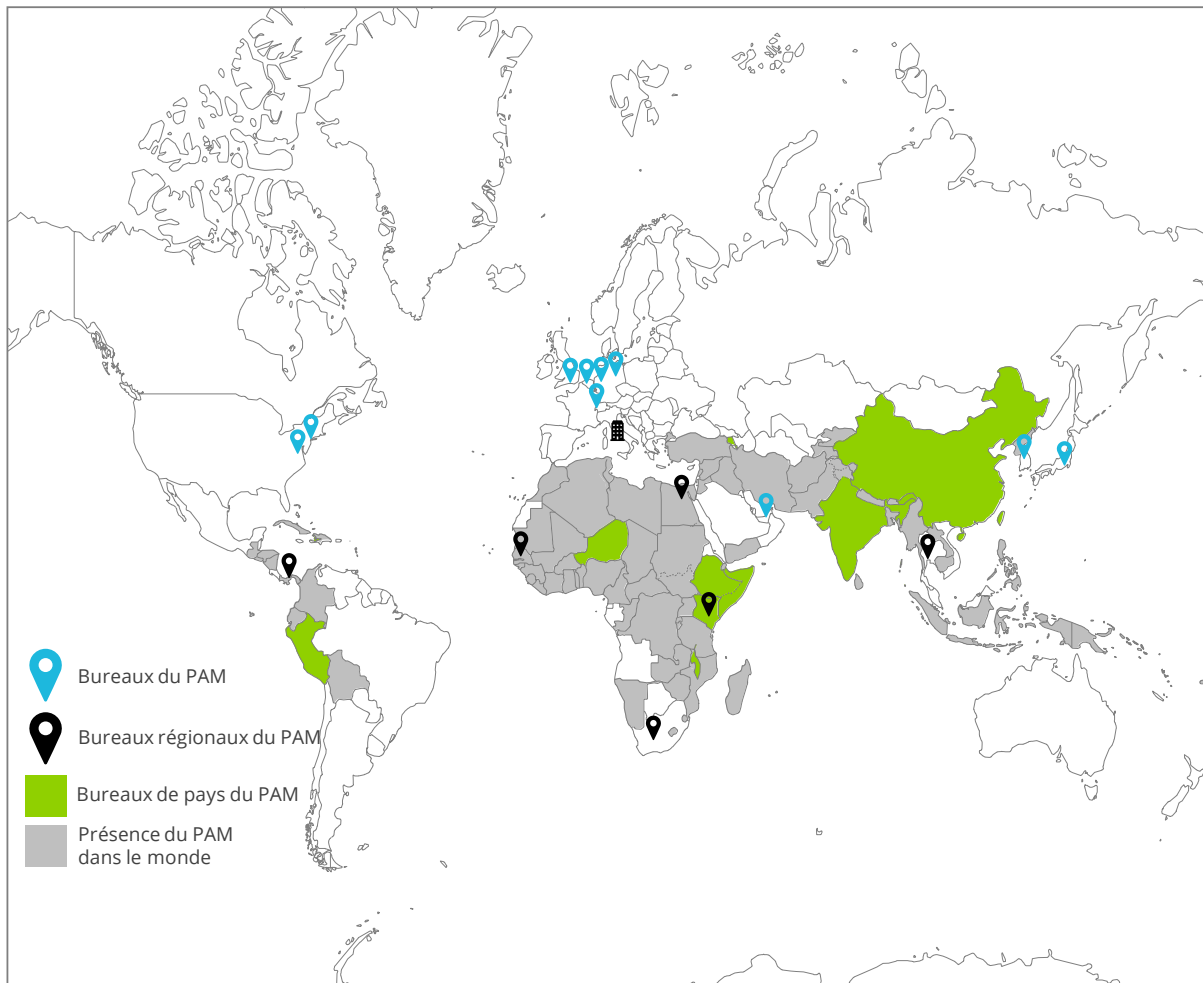 Bureaux du PAM
Bureaux régionaux du PAM
Bureaux de pays du PAM
Présence du PAM
dans le monde